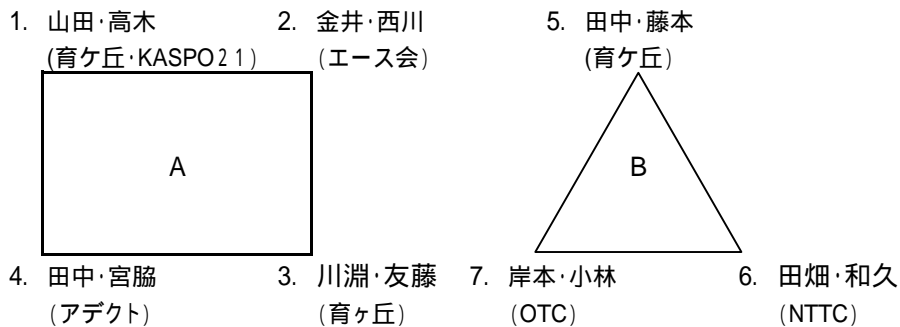 1. 山田･高木 2. 金井･西川 5. 田中･藤本
(育ケ丘･KASPO２１) (エース会) (育ケ丘)
A B
4. 田中･宮脇 3. 川淵･友藤 7. 岸本･小林 6. 田畑･和久
(アデクト) (育ヶ丘) (OTC) (NTTC)